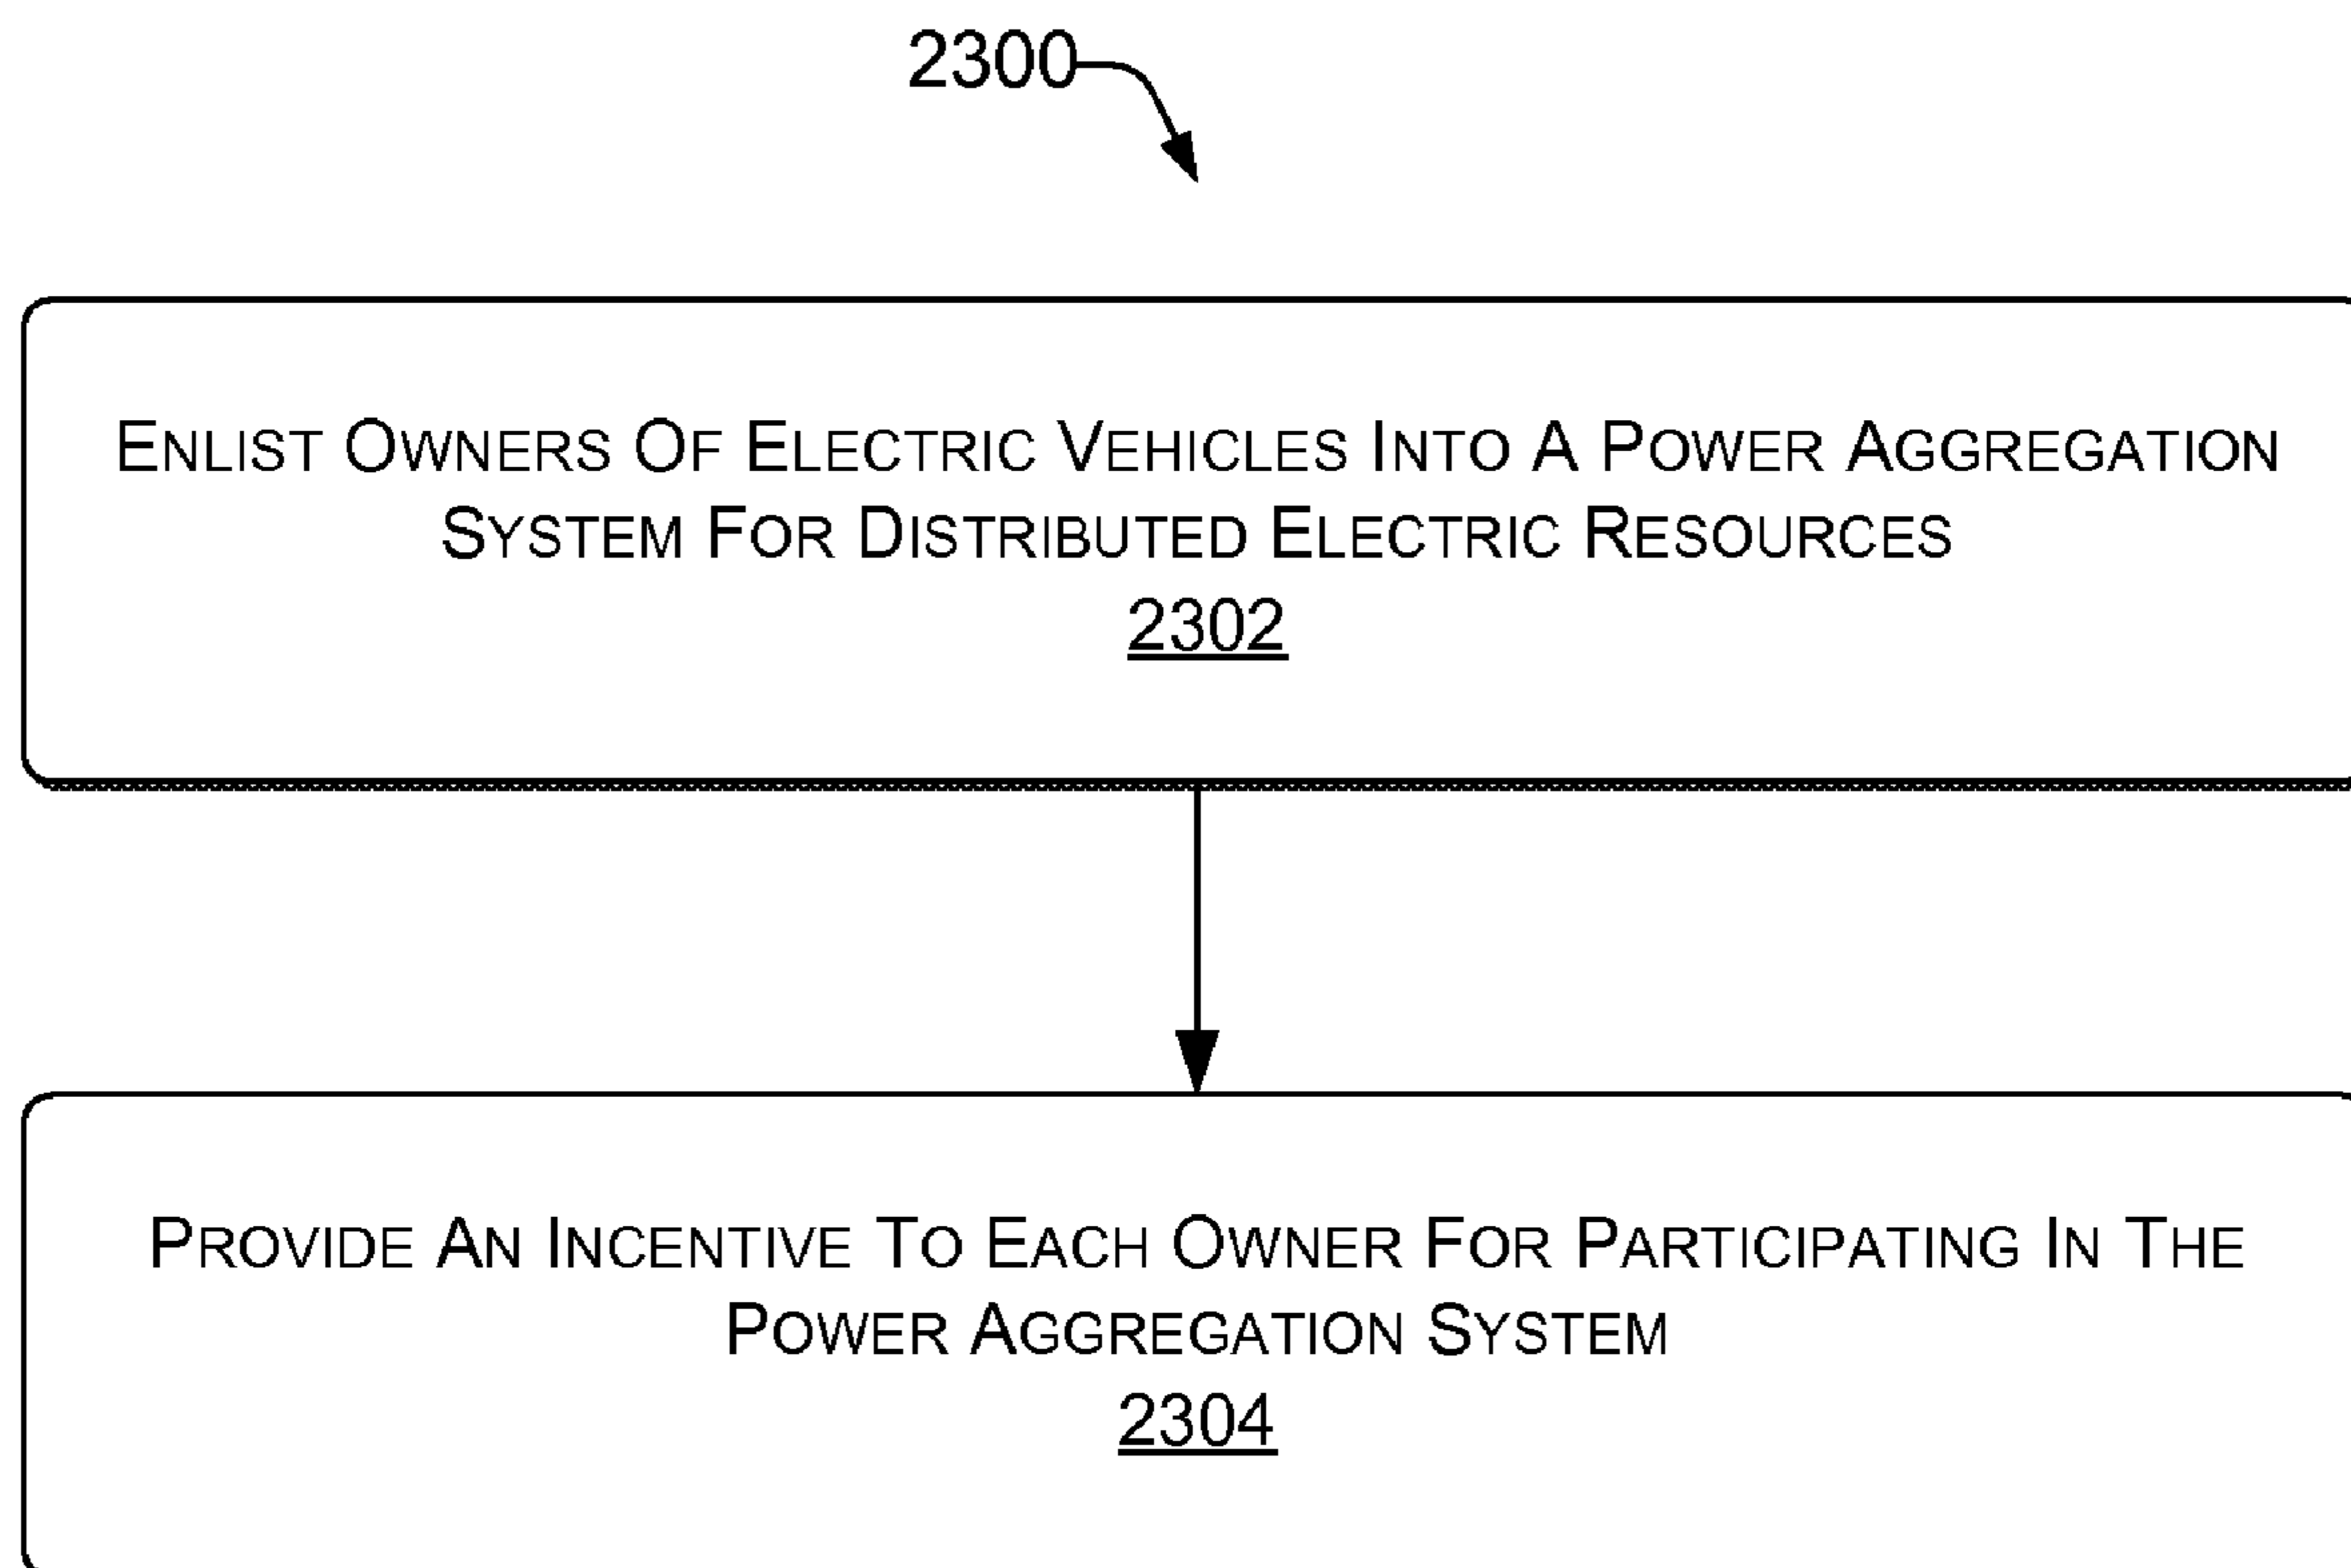 2300
ENLIST OWNERS OF ELECTRIC VEHICLES INTO A POWER AGGREGATION
SYSTEM FOR DISTRIBUTED ELECTRIC RESOURCES
2302
PROVIDE AN INCENTIVE TO EACH OWNER FOR PARTICIPATING IN THE
POWER AGGREGATION SYSTEM
2304